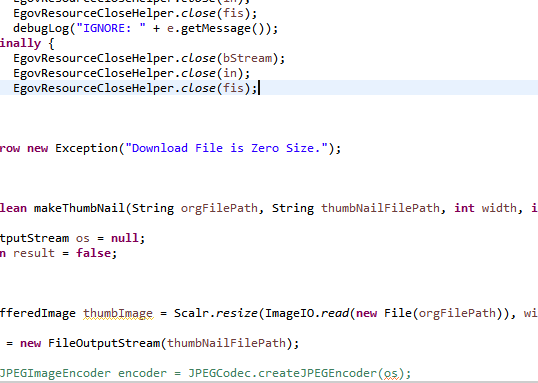 EgovResourceCloseHelper.close(in);
EgovResourceCloseHelper.close(fis);
debugLog("IGNORE: " + e.getMessage());
inally {
EgovResourceCloseHelper.close(bStream);
EgovResourceCloseHelper.close(in);
EgovResourceCloseHelper.close(fis);
row new Exception("Download File is Zero Size.");
lean makeThumbNail(String orgFilePath, String thumbNailFilePath, int width, i
tputStream os = null;
n result = false;
fferedImage thumbImage = Scalr.resize(ImageIO.read(new File(orgFilePath)), wi
= new FileOutputStream(thumbNailFilePath);
JPEGImageEncoder encoder = JPEGCodec.createJPEGEncoder(os);